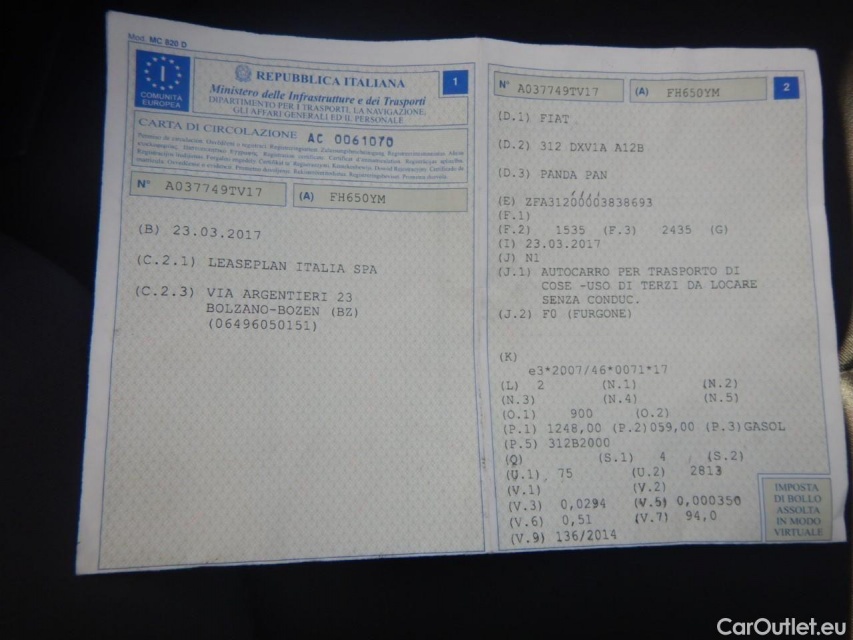 Mod. MC 820 D
I
COMUNITA EUROPEA
REPUBBLICA ITALIANA
1
Ministero delle Infrastrutture e dei Trasporti
DIPARTIMENTO PER I TRASPORTI, LA NAVIGAZIONE,
GLI AFFARI GENERALI ED IL PERSONALE
CARTA DI CIRCOLAZIONE AC 0061070
N° A037749TV17 (A) FH650YM
(B) 23.03.2017
(C.2.1) LEASEPLAN ITALIA SPA
(C.2.3) VIA ARGENTIERI 23
BOLZANO-BOZEN (BZ)
(06496050151)
N° A037749TV17 (A) FH650YM 2
(D.1) FIAT
(D.2) 312 DXV1A A12B
(D.3) PANDA PAN
(E) ZFA31200003838693
(F.1)
(F.2) 1535 (F.3) 2435 (G)
(I) 23.03.2017
(J) N1
(J.1) AUTOCARRO PER TRASPORTO DI
COSE -USO DI TERZI DA LOCARE
SENZA CONDUC.
(J.2) F0 (FURGONE)
(K)
e3*2007/46*0071*17
(L) 2 (N.1) (N.2)
(N.3) (N.4) (N.5)
(O.1) 900 (O.2)
(P.1) 1248,00 (P.2)059,00 (P.3)GASOL
(P.5) 312B2000
(Q) (S.1) 4 (S.2)
(U.1) 75 (U.2) 2813
(V.1) (V.2)
(V.3) 0,0294 (V.5) 0,000350
(V.6) 0,51 (V.7) 94,0
(V.9) 136/2014
IMPOSTA
DI BOLLO
ASSOLTA
IN MODO
VIRTUALE
CarOutlet.eu